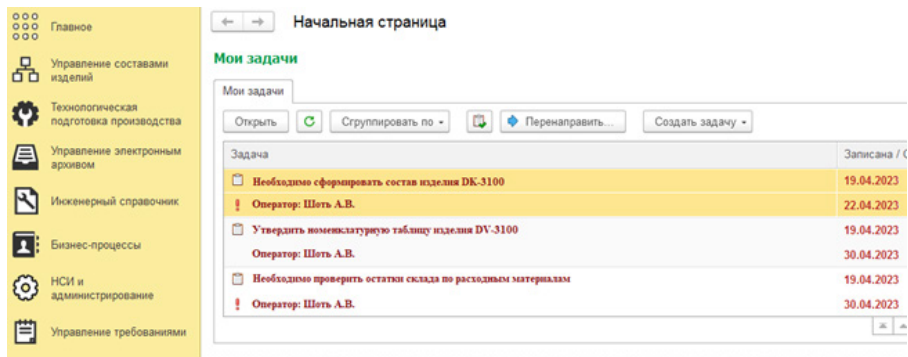 Главное
Управление составами
изделий
Технологическая
подготовка производства
Управление электронным
архивом
Инженерный справочник
Бизнес-процессы
НСИ и
администрирование
Управление требованиями
Начальная страница
Мои задачи
Мои задачи
Открыть Сгруппировать по Перенаправить... Создать задачу
Задача Записана / С
Необходимо сформировать состав изделия DK-3100 19.04.2023
Оператор: Шоть А.В. 22.04.2023
Утвердить номенклатурную таблицу изделия DV-3100 19.04.2023
Оператор: Шоть А.В. 30.04.2023
Необходимо проверить остатки склада по расходным материалам 19.04.2023
Оператор: Шоть А.В. 30.04.2023